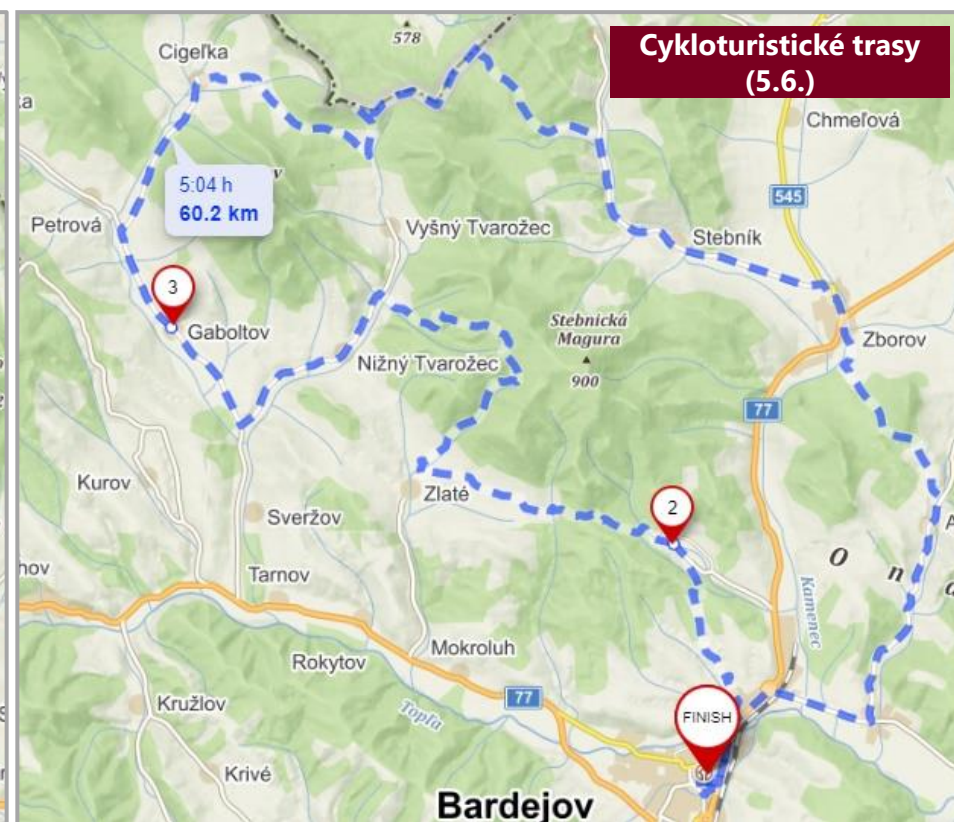 Cykloturistické trasy
(5.6.)
578
Cigeľka
Chmeľová
5:04 h
60.2 km
545
Petrová
Vyšný Tvarožec
Stebník
3
Gaboltov
Stebnická
Magura
900
Zborov
Nižný Tvarožec
77
Kurov
Zlaté
2
Sveržov
O n d
Kamenec
Tarnov
Mokroluh
Rokytov
77
Topľa
FINISH
Kružlov
Krivé
Bardejov